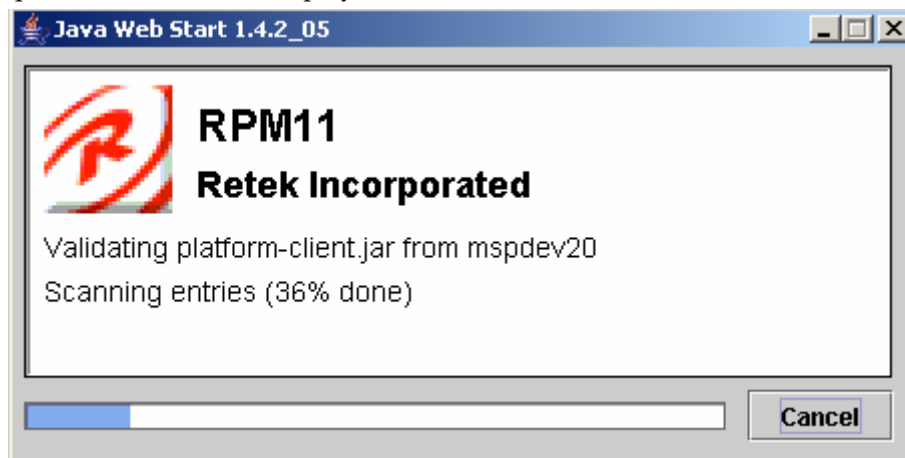 Java Web Start 1.4.2_05
R
RPM11
Retek Incorporated
Validating platform-client.jar from mspdev20
Scanning entries (36% done)
Cancel